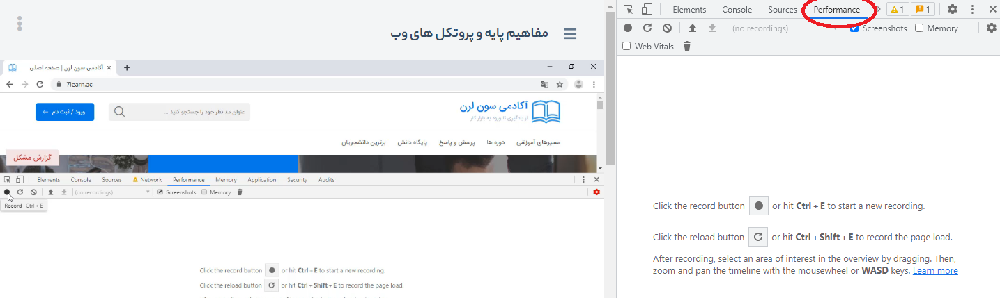 مفاهیم پایه و پروتکل های وب
آکادمی سون لرن | صفحه اصلی
7learn.ac
ورود / ثبت نام
عنوان مد نظر خود را جستجو کنید ...
آکادمی سون لرن
از یادگیری تا ورود به بازار کار
مسیرهای آموزشی دوره ها پرسش و پاسخ پایگاه دانش برترین دانشجویان
گزارش مشکل
Elements Console Sources Network Performance Memory Application Security Audits
(no recordings) Screenshots Memory
Record Ctrl + E
Click the record button or hit Ctrl + E to start a new recording.
Click the reload button or hit Ctrl + Shift + E to record the page load.
Elements Console Sources Performance 1 1
(no recordings) Screenshots Memory
Web Vitals
Click the record button or hit Ctrl + E to start a new recording.
Click the reload button or hit Ctrl + Shift + E to record the page load.
After recording, select an area of interest in the overview by dragging. Then,
zoom and pan the timeline with the mousewheel or WASD keys. Learn more